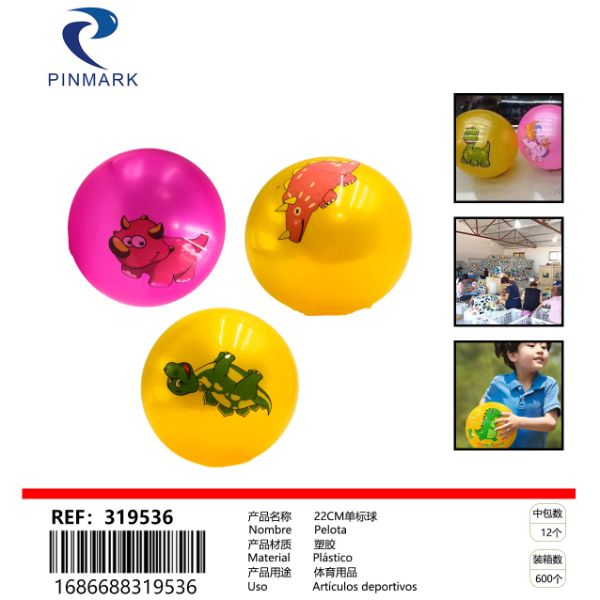 PINMARK
REF: 319536
1686688319536
产品名称 22CM单标球
Nombre Pelota
产品材质 塑胶
Material Plástico
产品用途 体育用品
Uso Artículos deportivos
中包数
12个
装箱数
600个